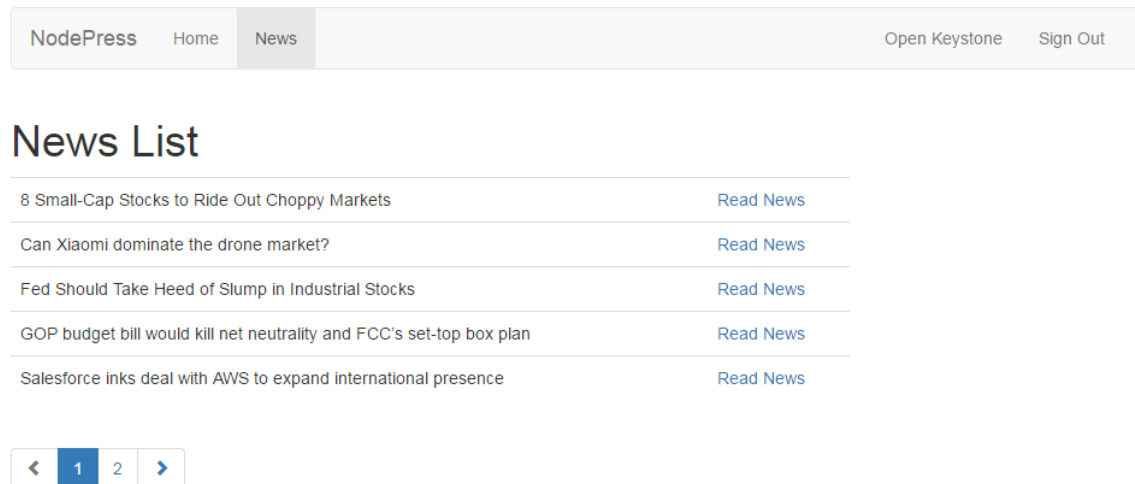 NodePress Home News Open Keystone Sign Out
News List
8 Small-Cap Stocks to Ride Out Choppy Markets Read News
Can Xiaomi dominate the drone market? Read News
Fed Should Take Heed of Slump in Industrial Stocks Read News
GOP budget bill would kill net neutrality and FCC's set-top box plan Read News
Salesforce inks deal with AWS to expand international presence Read News
1 2